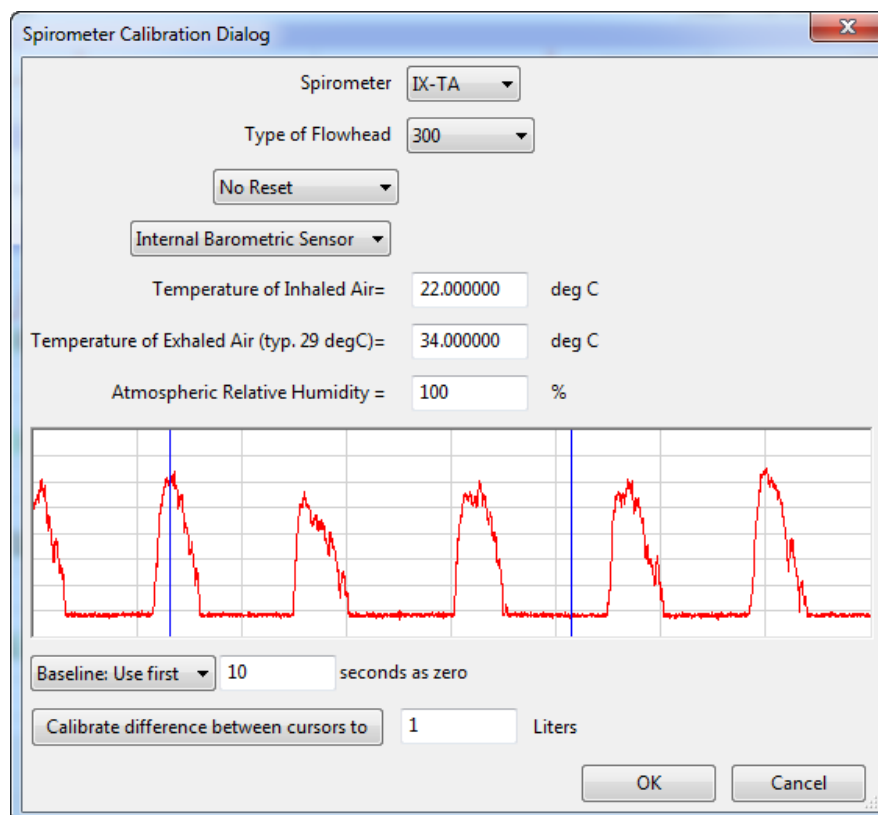 Spirometer Calibration Dialog
Spirometer IX-TA
Type of Flowhead 300
No Reset
Internal Barometric Sensor
Temperature of Inhaled Air= 22.000000 deg C
Temperature of Exhaled Air (typ. 29 degC)= 34.000000 deg C
Atmospheric Relative Humidity = 100 %
Baseline: Use first 10 seconds as zero
Calibrate difference between cursors to 1 Liters
OK Cancel